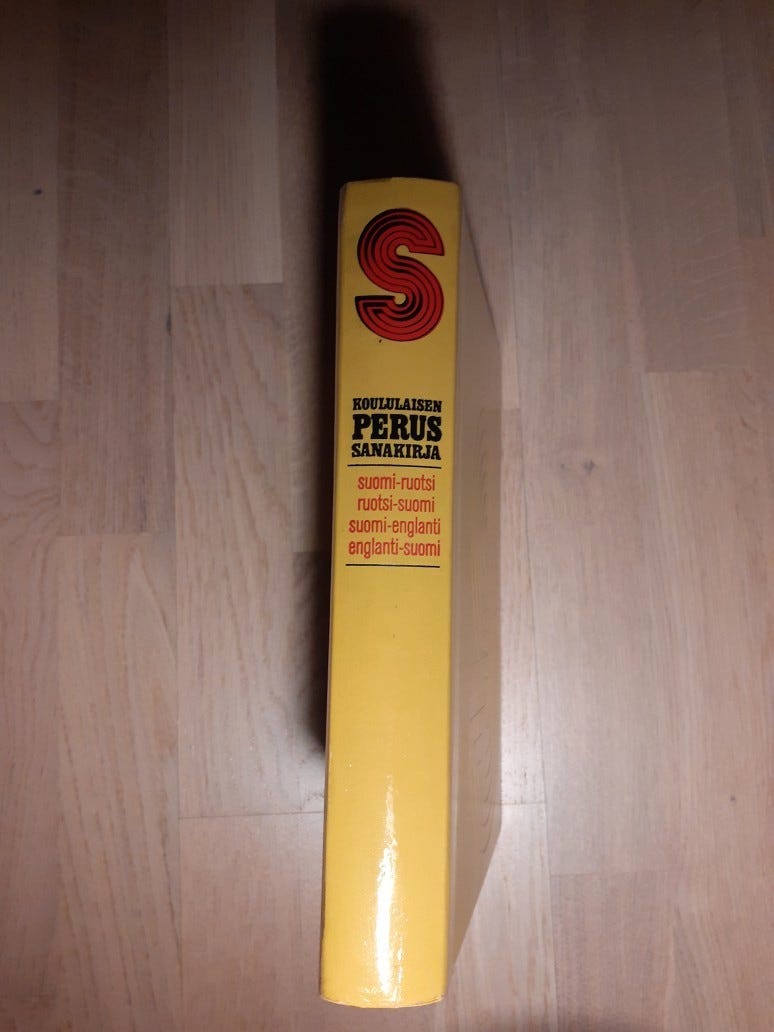 S
KOULULAISEN
PERUS
SANAKIRJA
suomi-ruotsi
ruotsi-suomi
suomi-englanti
englanti-suomi